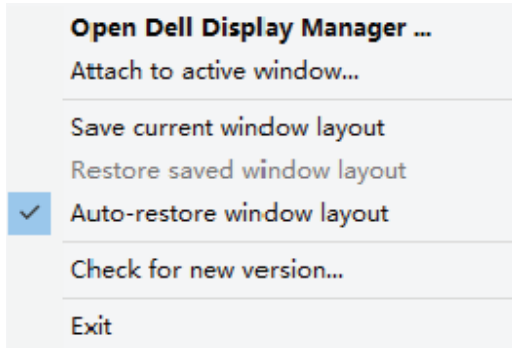 Open Dell Display Manager ...
Attach to active window...
Save current window layout
Restore saved window layout
Auto-restore window layout
Check for new version...
Exit